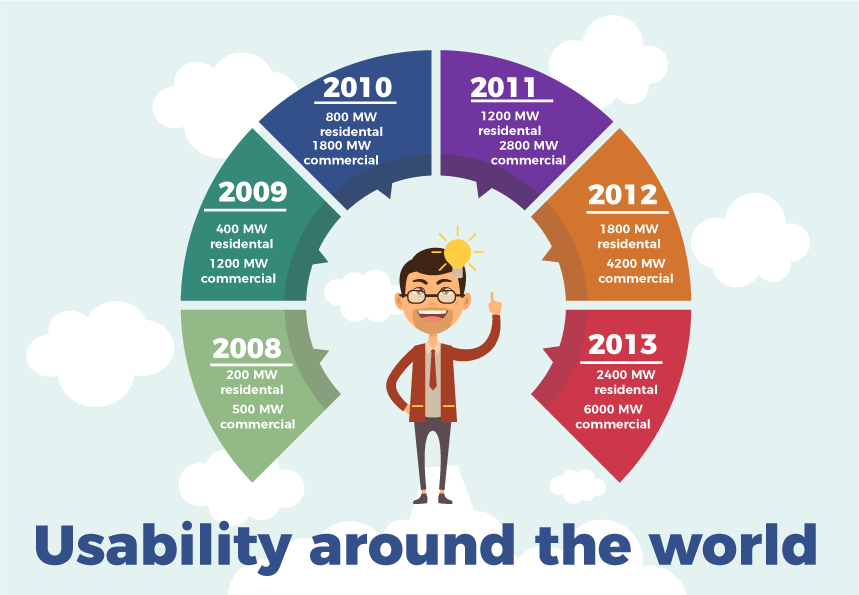 2008
200 MW
residental
500 MW
commercial
2009
400 MW
residental
1200 MW
commercial
2010
800 MW
residental
1800 MW
commercial
2011
1200 MW
residental
2800 MW
commercial
2012
1800 MW
residental
4200 MW
commercial
2013
2400 MW
residental
6000 MW
commercial
Usability around the world